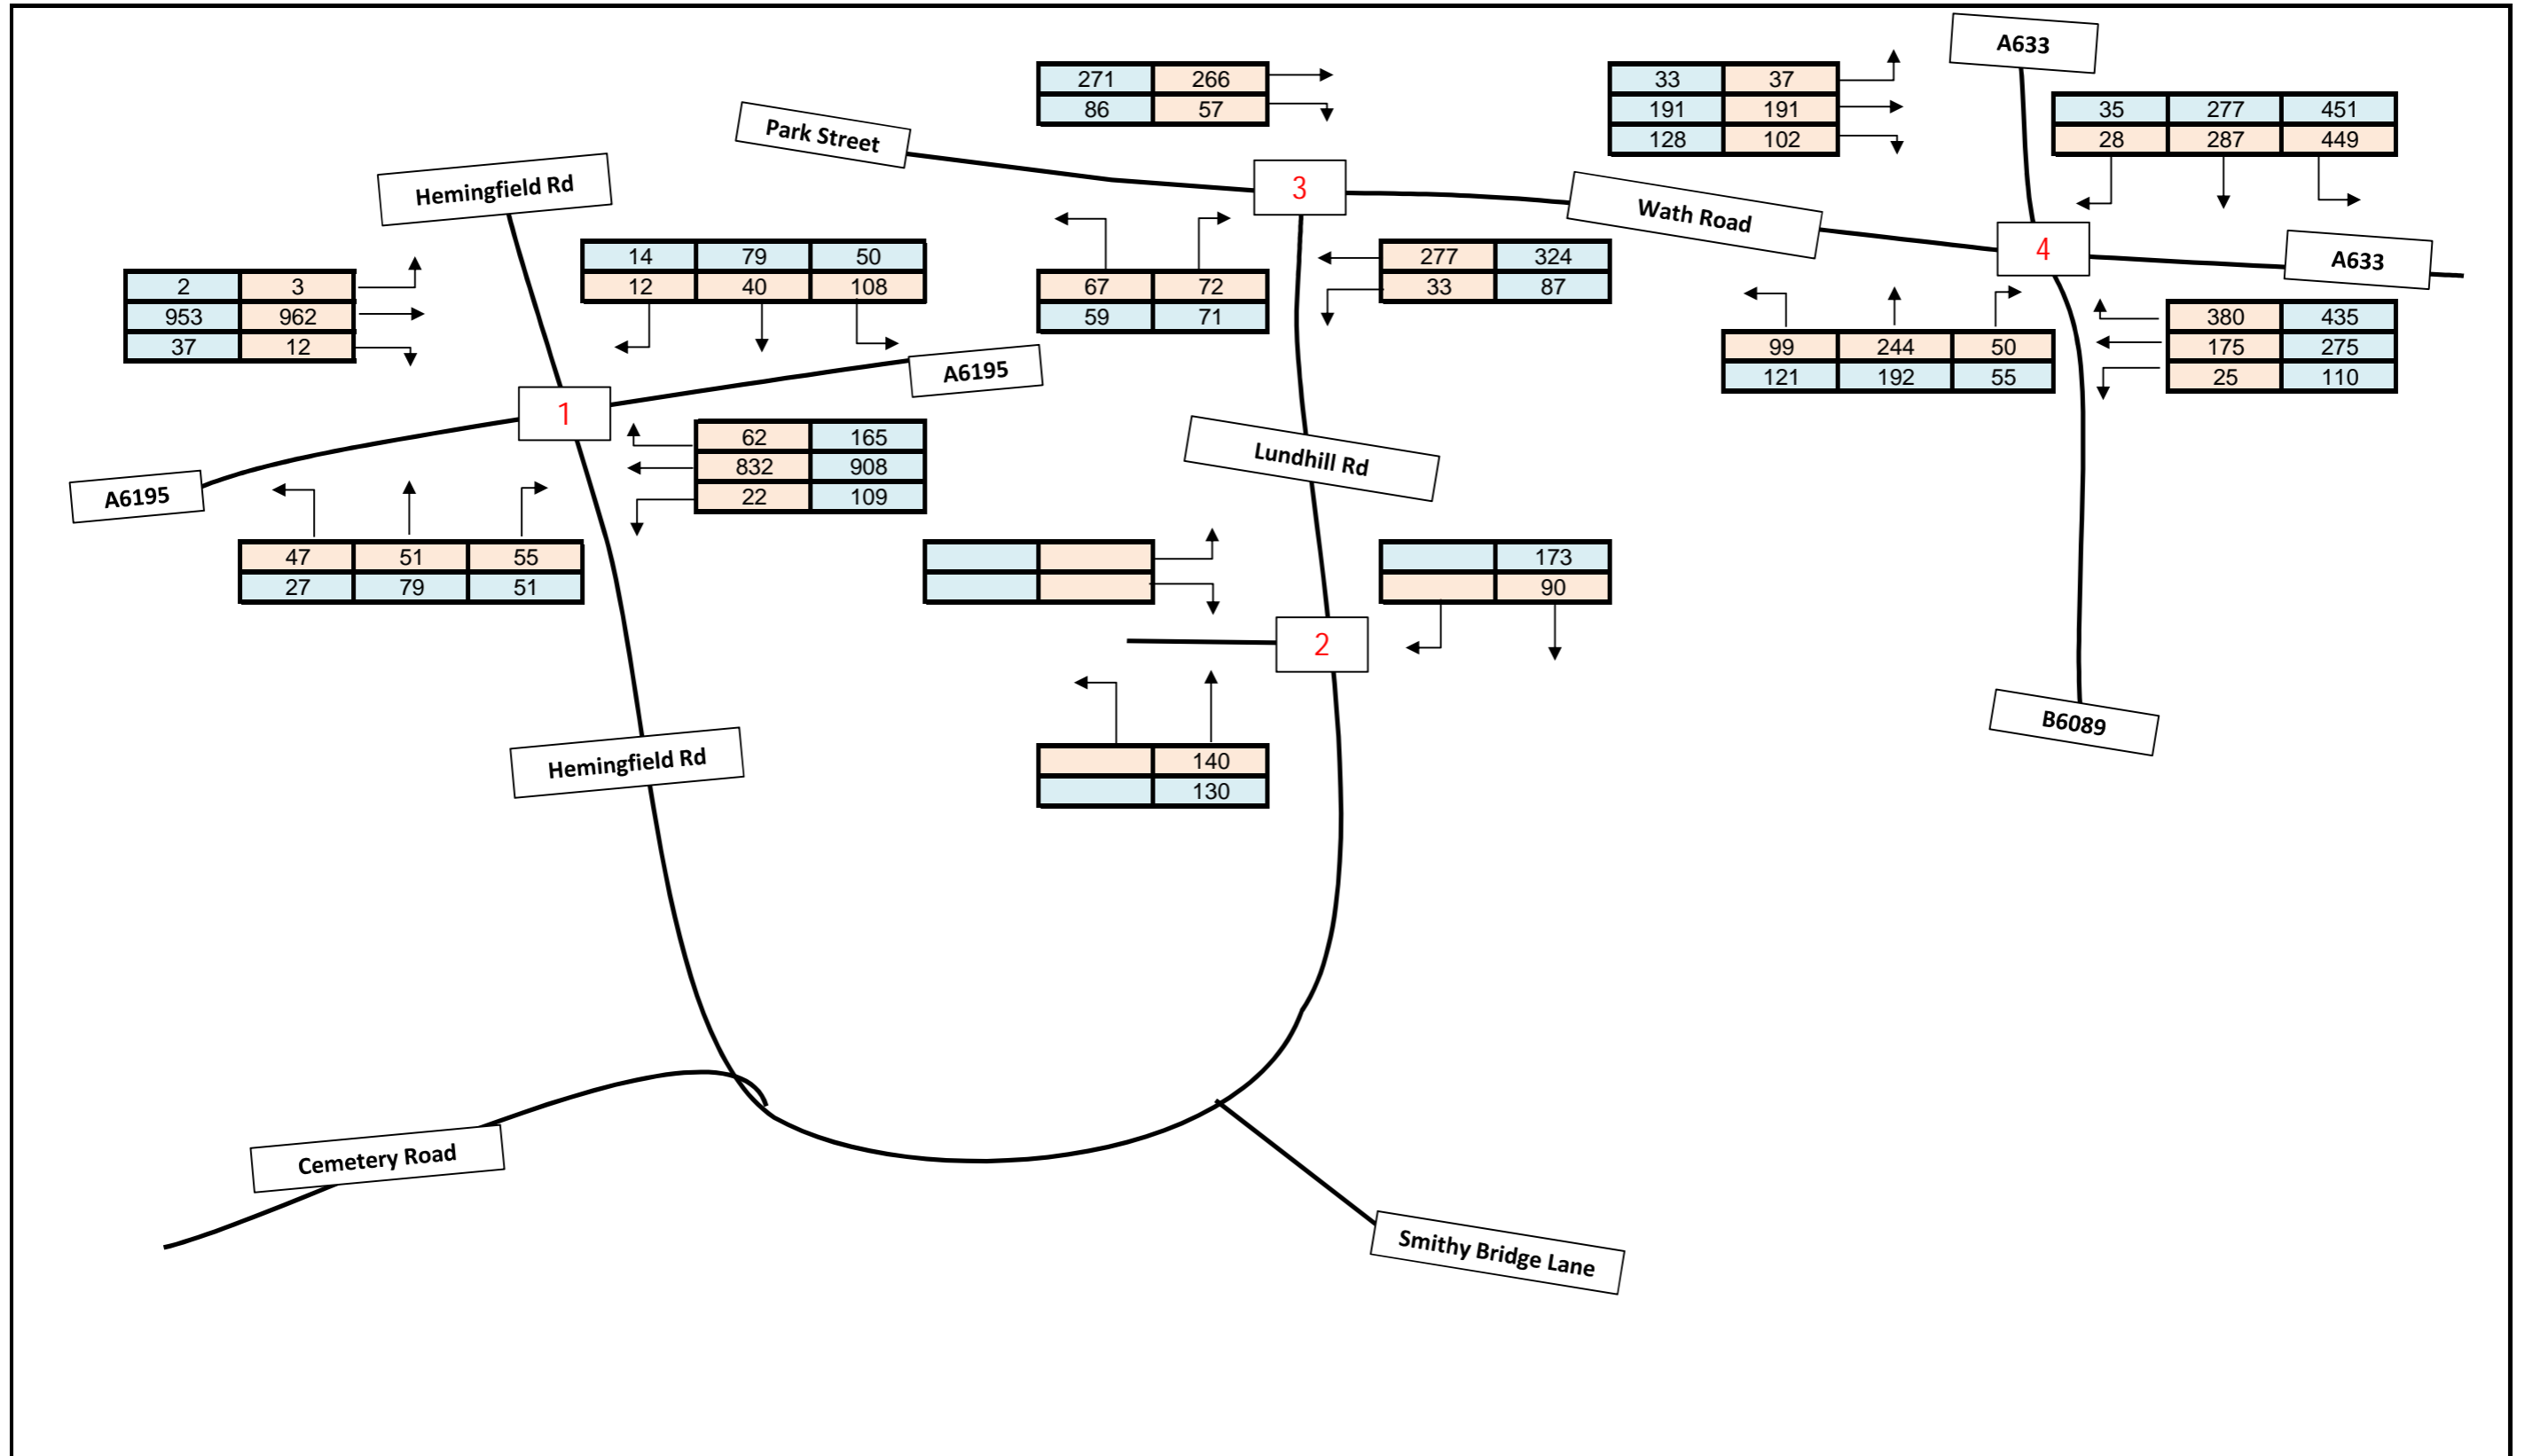 A633
271 266
86 57
33 37
191 191
128 102
35 277 451
28 287 449
Park Street
3
Hemingfield Rd
Wath Road
4
A633
2 3
953 962
37 12
14 79 50
12 40 108
67 72
59 71
277 324
33 87
99 244 50
121 192 55
380 435
175 275
25 110
A6195
1
A6195
62 165
832 908
22 109
47 51 55
27 79 51
Lundhill Rd
173
90
2
140
130
B6089
Hemingfield Rd
Cemetery Road
Smithy Bridge Lane